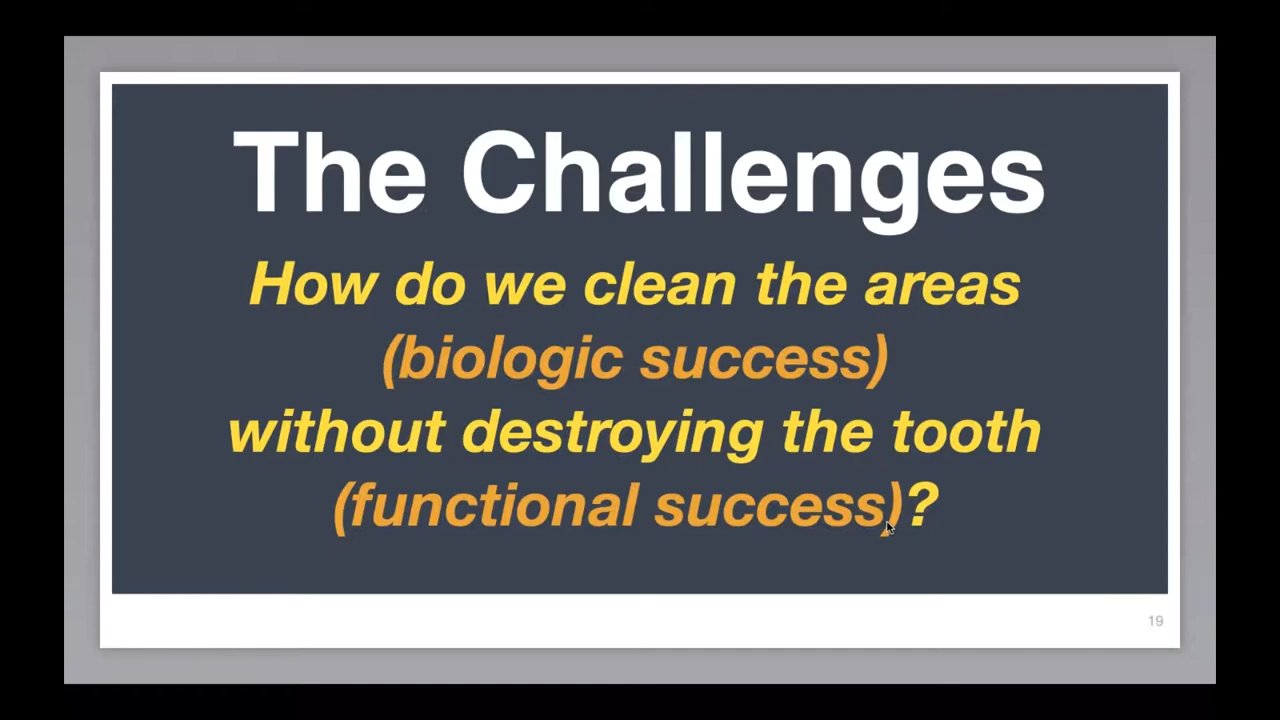 The Challenges
How do we clean the areas
(biologic success)
without destroying the tooth
(functional success)?
19